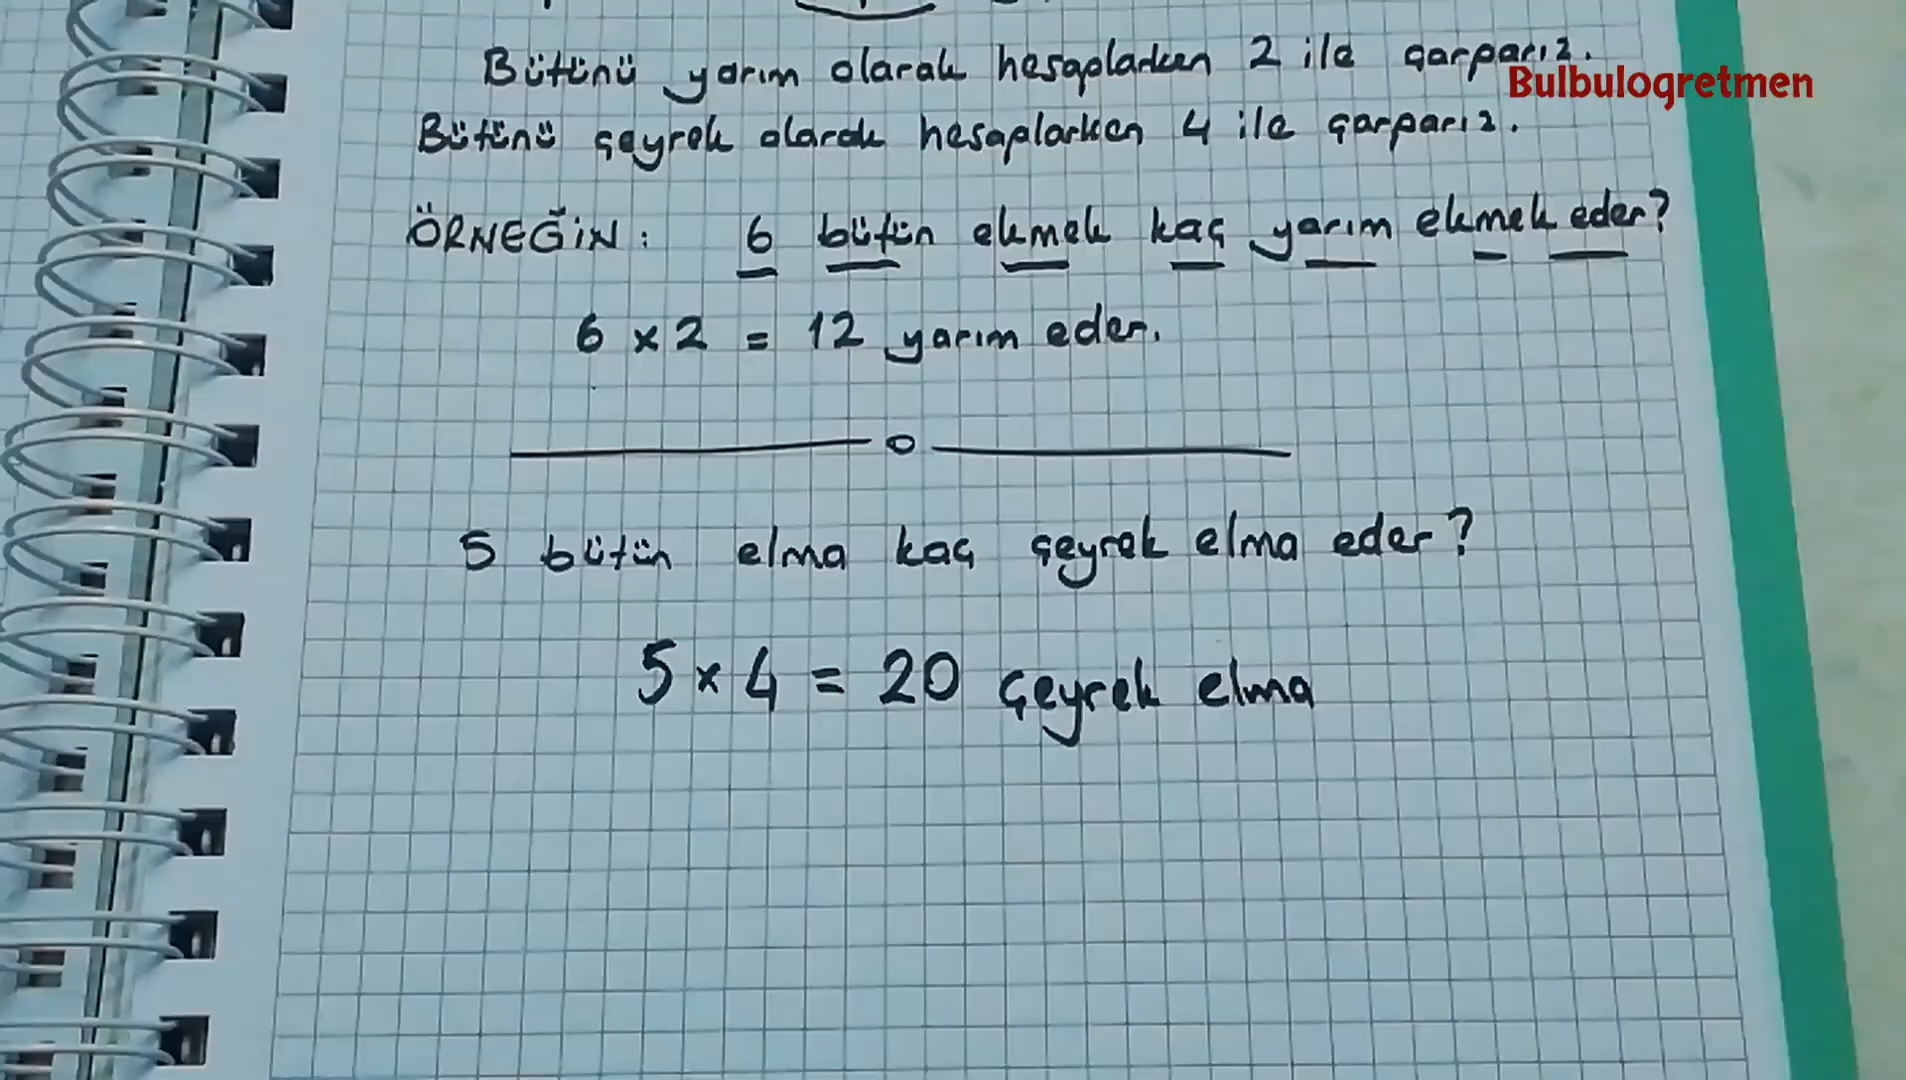 Bütünü yarım olarak hesaplarken 2 ile çarparız.
Bulbulogretmen
Bütünü çeyrek olarak hesaplarken 4 ile çarparız.
ÖRNEĞİN: 6 bütün ekmek kaç yarım ekmek eder?
6 x 2 = 12 yarım eder.
5 bütün elma kaç çeyrek elma eder?
5 x 4 = 20 çeyrek elma